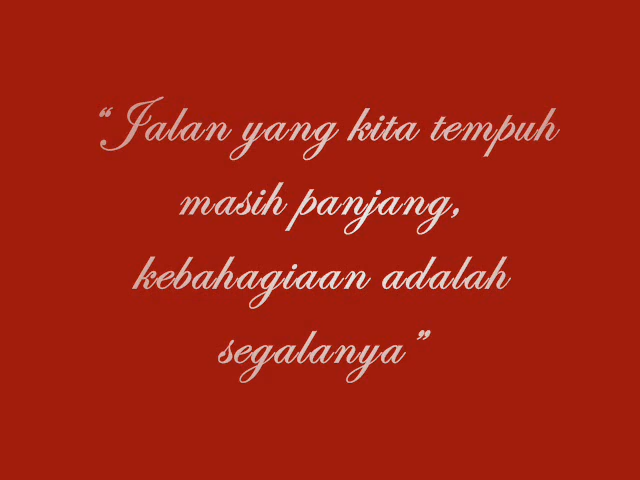 “Jalan yang kita tempuh
masih panjang,
kebahagiaan adalah
segalanya”